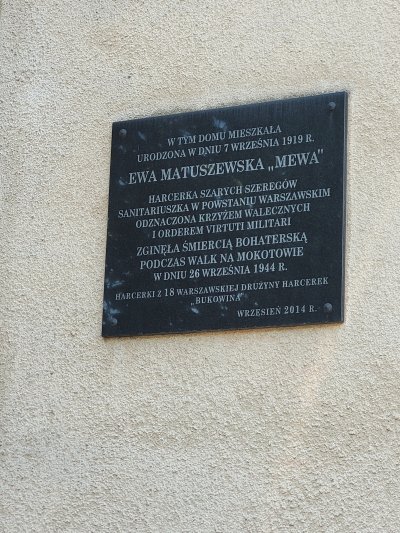 W TYM DOMU MIESZKAŁA
URODZONA W DNIU 7 WRZEŚNIA 1919 R.
EWA MATUSZEWSKA „MEWA"
HARCERKA SZARYCH SZEREGÓW
SANITARIUSZKA W POWSTANIU WARSZAWSKIM
ODZNACZONA KRZYŻEM WALECZNYCH
I ORDEREM VIRTUTI MILITARI
ZGINĘŁA ŚMIERCIĄ BOHATERSKĄ
PODCZAS WALK NA MOKOTOWIE
W DNIU 26 WRZEŚNIA 1944 R.
HARCERKI Z 18 WARSZAWSKIEJ DRUŻYNY HARCEREK
„BUKOWINA"
WRZESIEŃ 2014 R.